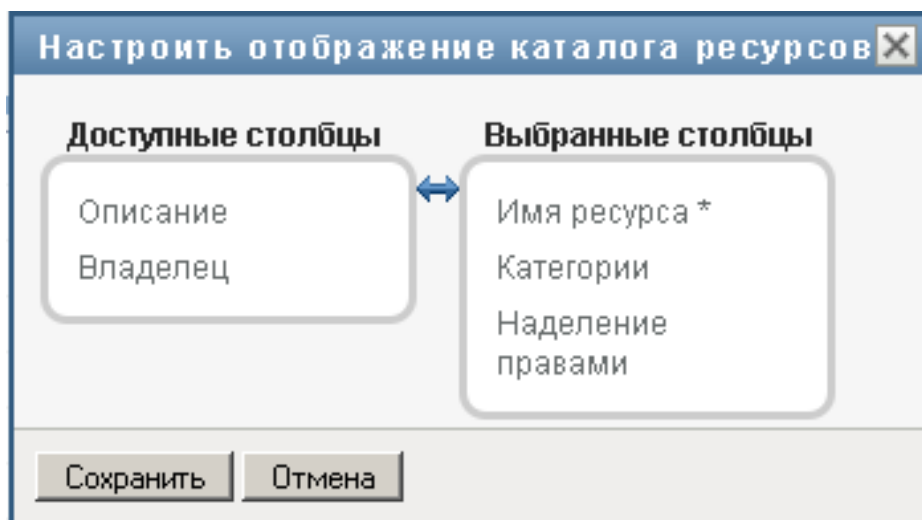 Настроить отображение каталога ресурсов
Доступные столбцы
Описание
Владелец
Выбранные столбцы
Имя ресурса *
Категории
Наделение
правами
Сохранить
Отмена